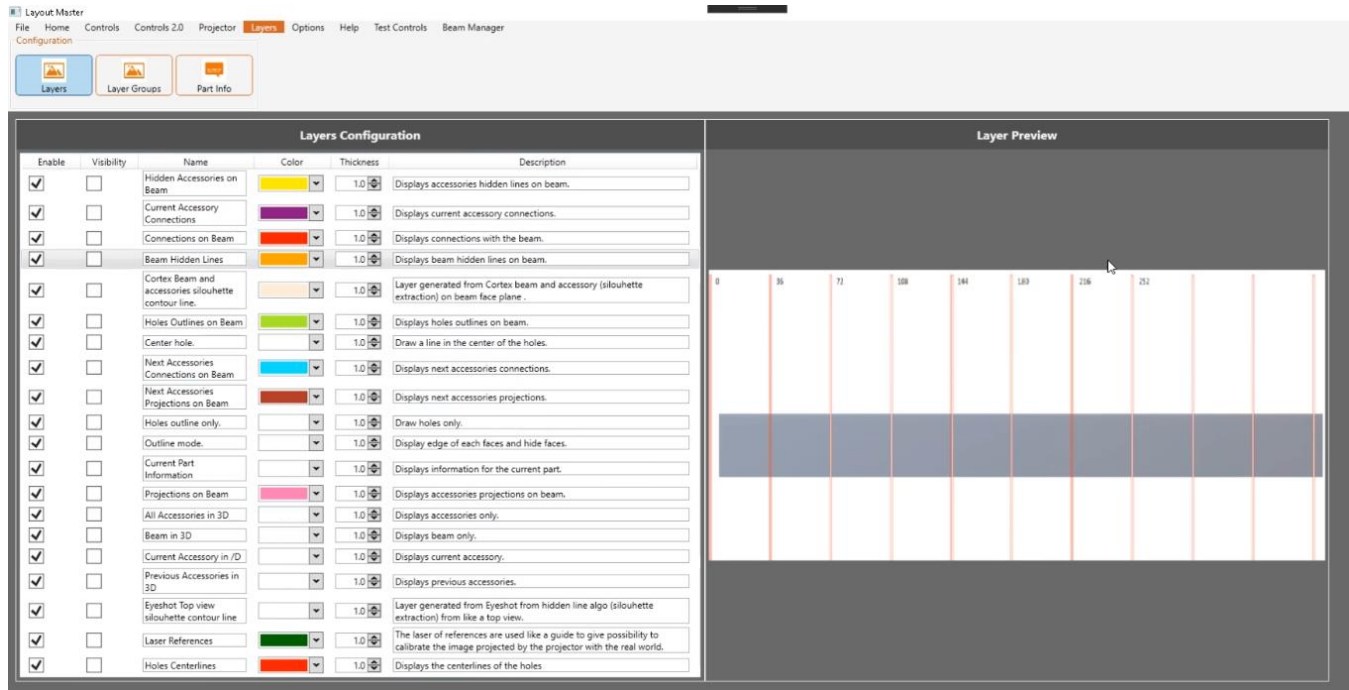 Layout Master
File Home Controls Controls 2.0 Projector Layers Options Help Test Controls Beam Manager
Configuration
Layers Layer Groups Part Info
Layers Configuration
Enable Visibility Name Color Thickness Description
Hidden Accessories on
Beam
1.0 Displays accessories hidden lines on beam.
Current Accessory
Connections
1.0 Displays current accessory connections.
Connections on Beam 1.0 Displays connections with the beam.
Beam Hidden Lines 1.0 Displays beam hidden lines on beam.
Cortex Beam and
accessories silouhette
contour line.
1.0 Layer generated from Cortex beam and accessory (silouhette
extraction) on beam face plane .
Holes Outlines on Beam 1.0 Displays holes outlines on beam.
Center hole. 1.0 Draw a line in the center of the holes.
Next Accessories
Connections on Beam
1.0 Displays next accessories connections.
Next Accessories
Projections on Beam
1.0 Displays next accessories projections.
Holes outline only. 1.0 Draw holes only.
Outline mode. 1.0 Display edge of each faces and hide faces.
Current Part
Information
1.0 Displays information for the current part.
Projections on Beam 1.0 Displays accessories projections on beam.
All Accessories in 3D 1.0 Displays accessories only.
Beam in 3D 1.0 Displays beam only.
Current Accessory in /D 1.0 Displays current accessory.
Previous Accessories in
3D
1.0 Displays previous accessories.
Eyeshot Top view
silouhette contour line
1.0 Layer generated from Eyeshot from hidden line algo (silouhette
extraction) from like a top view.
Laser References 1.0 The laser of references are used like a guide to give possibility to
calibrate the image projected by the projector with the real world.
Holes Centerlines 1.0 Displays the centerlines of the holes
Layer Preview
0 36 72 108 144 180 216 252